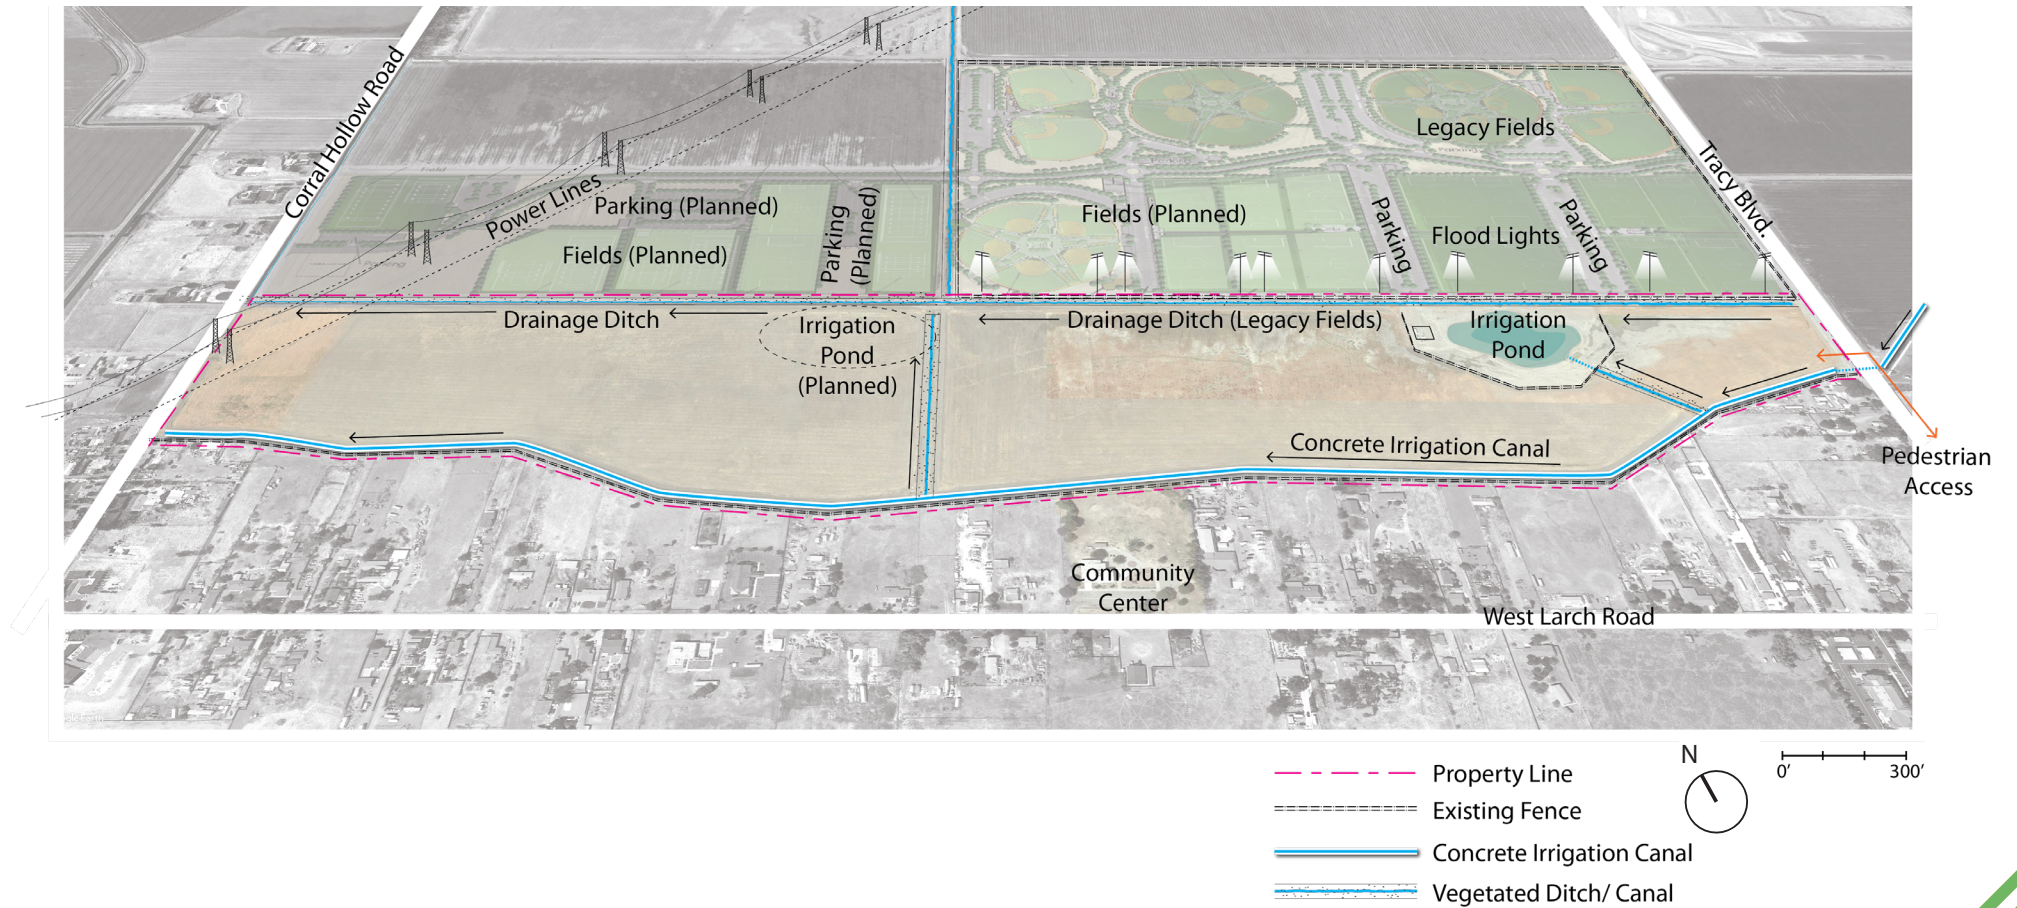 Corral Hollow Road
Power Lines
Parking (Planned)
Fields (Planned)
Parking
(Planned)
Legacy Fields
Fields (Planned)
Parking
Flood Lights
Parking
Tracy Blvd.
Drainage Ditch
Irrigation
Pond
(Planned)
Drainage Ditch (Legacy Fields)
Irrigation
Pond
Concrete Irrigation Canal
Pedestrian
Access
Community
Center
West Larch Road
N
0'
300'
Property Line
Existing Fence
Concrete Irrigation Canal
Vegetated Ditch/ Canal